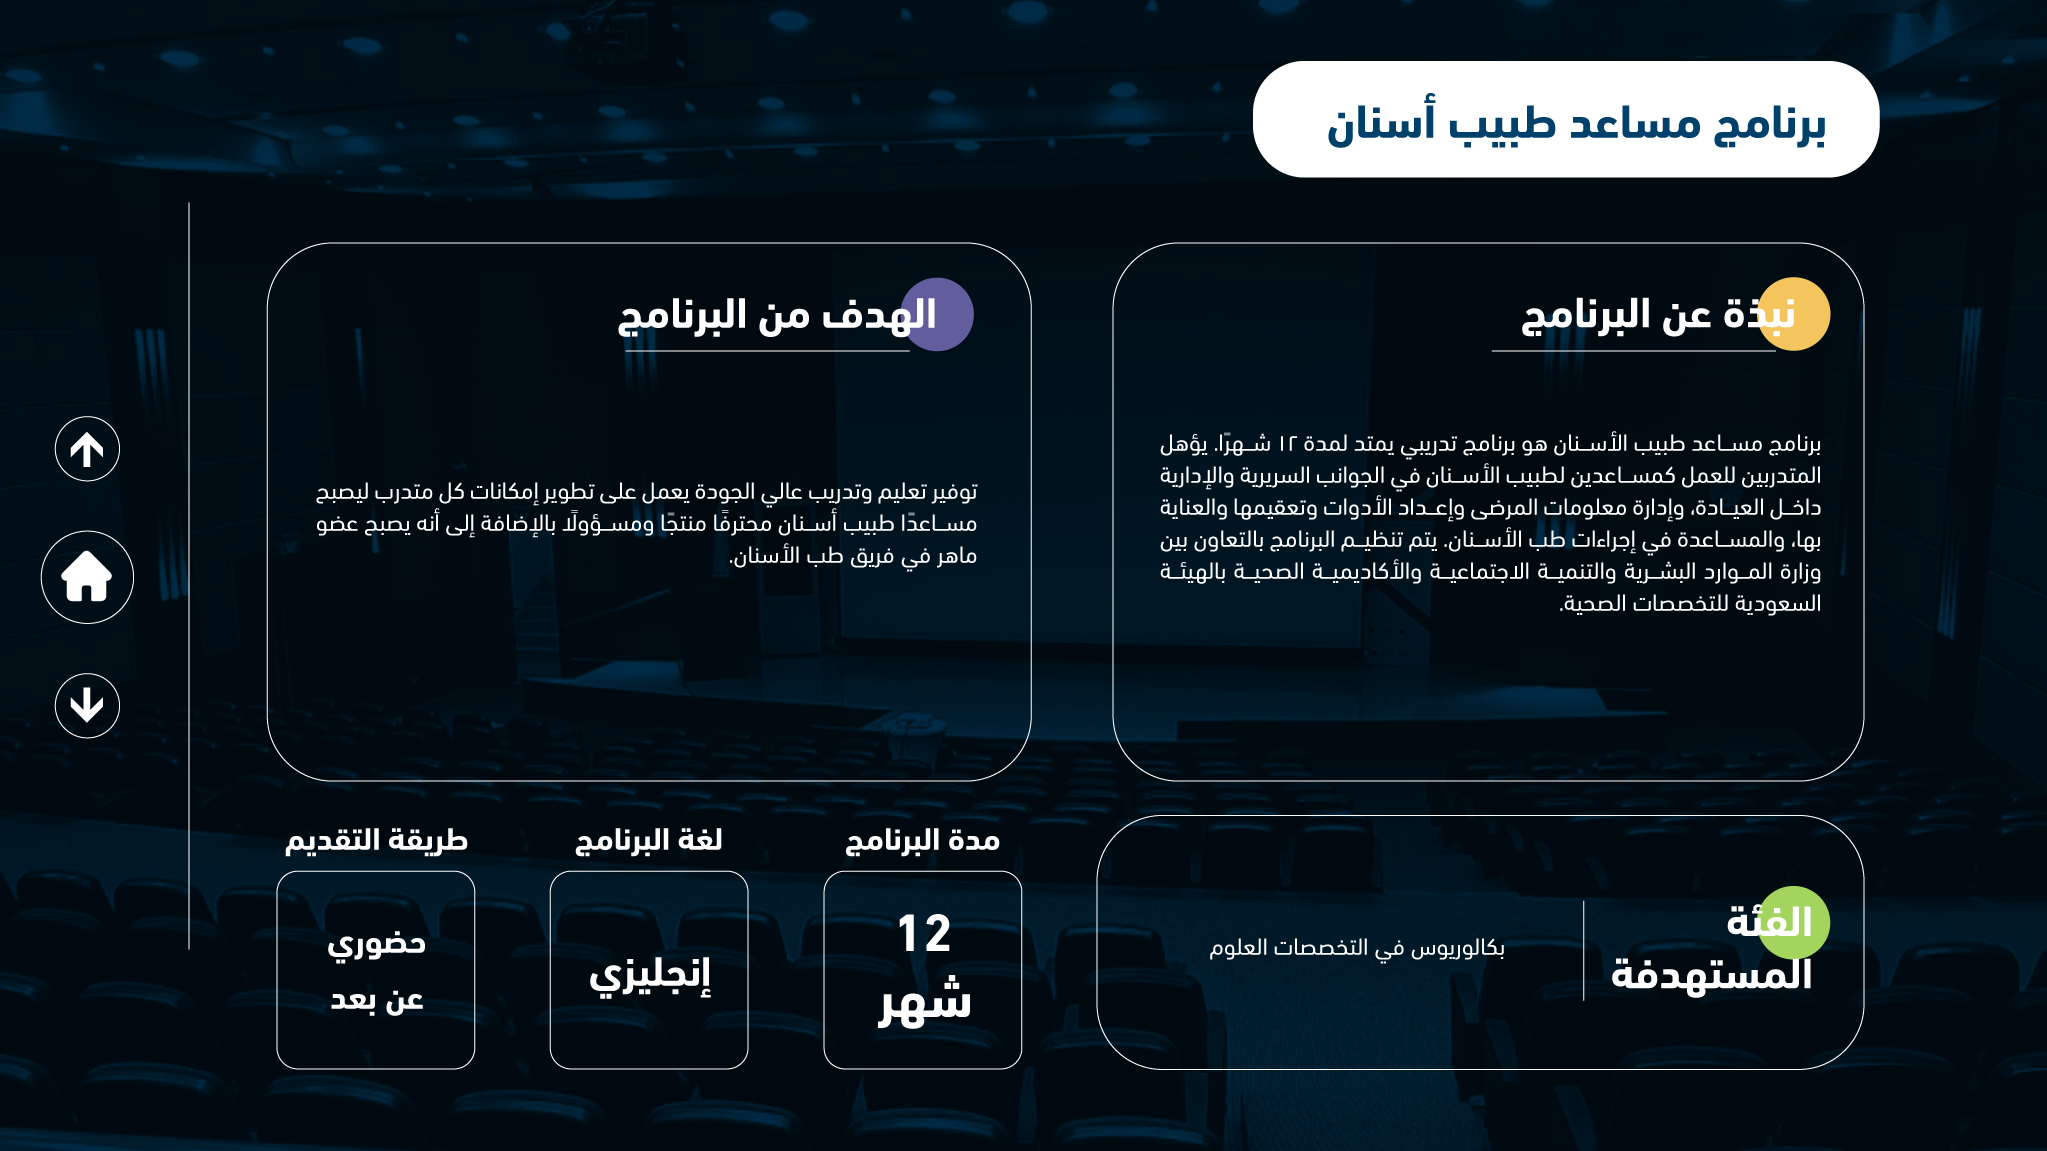 برنامج مساعد طبيب أسنان
نبذة عن البرنامج
برنامج مساعد طبيب الأسنان هو برنامج تدريبي يمتد لمدة ١٢ شهرًا. يؤهل
المتدربين للعمل كمساعدين لطبيب الأسنان في الجوانب السريرية والإدارية
داخل العيادة، وإدارة معلومات المرضى وإعداد الأدوات وتعقيمها والعناية
بها، والمساعدة في إجراءات طب الأسنان. يتم تنظيم البرنامج بالتعاون بين
وزارة الموارد البشرية والتنمية الاجتماعية والأكاديمية الصحية بالهيئة
السعودية للتخصصات الصحية.
الهدف من البرنامج
توفير تعليم وتدريب عالي الجودة يعمل على تطوير إمكانات كل متدرب ليصبح
مساعدًا طبيب أسنان محترفًا منتجًا ومسؤولًا بالإضافة إلى أنه يصبح عضو
ماهر في فريق طب الأسنان.
الفئة
المستهدفة
بكالوريوس في التخصصات العلوم
مدة البرنامج
12
شهر
لغة البرنامج
إنجليزي
طريقة التقديم
حضوري
عن بعد